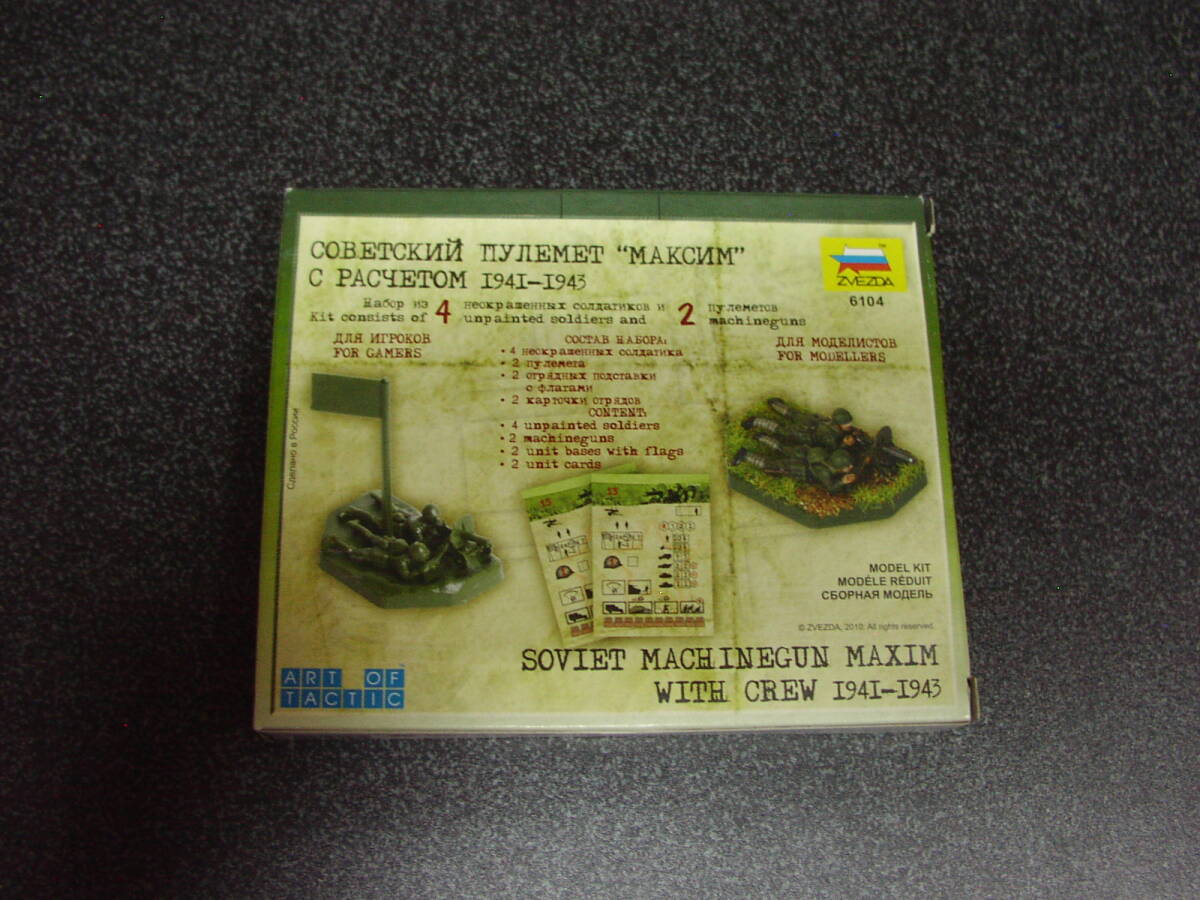 СОВЕТСКИЙ ПУЛЕМЕТ "МАКСИМ"
С РАСЧЕТОМ 1941–1943
ZVEZDA
6104
Набор из 4 неокрашенных солдатиков и 2 пулеметов
Kit consists of 4 unpainted soldiers and 2 machineguns
ДЛЯ ИГРОКОВ
FOR GAMERS
СОСТАВ НАБОРА:
• 4 неокрашенных солдатика
• 2 пулемета
• 2 отрядных подставки
с флагами
• 2 карточки отрядов
CONTENT:
• 4 unpainted soldiers
• 2 machineguns
• 2 unit bases with flags
• 2 unit cards
ДЛЯ МОДЕЛИСТОВ
FOR MODELLERS
Сделано в России
MODEL KIT
MODÈLE RÉDUIT
СБОРНАЯ МОДЕЛЬ
© ZVEZDA, 2010. All rights reserved.
SOVIET MACHINEGUN MAXIM
WITH CREW 1941–1943
ART OF
TACTIC